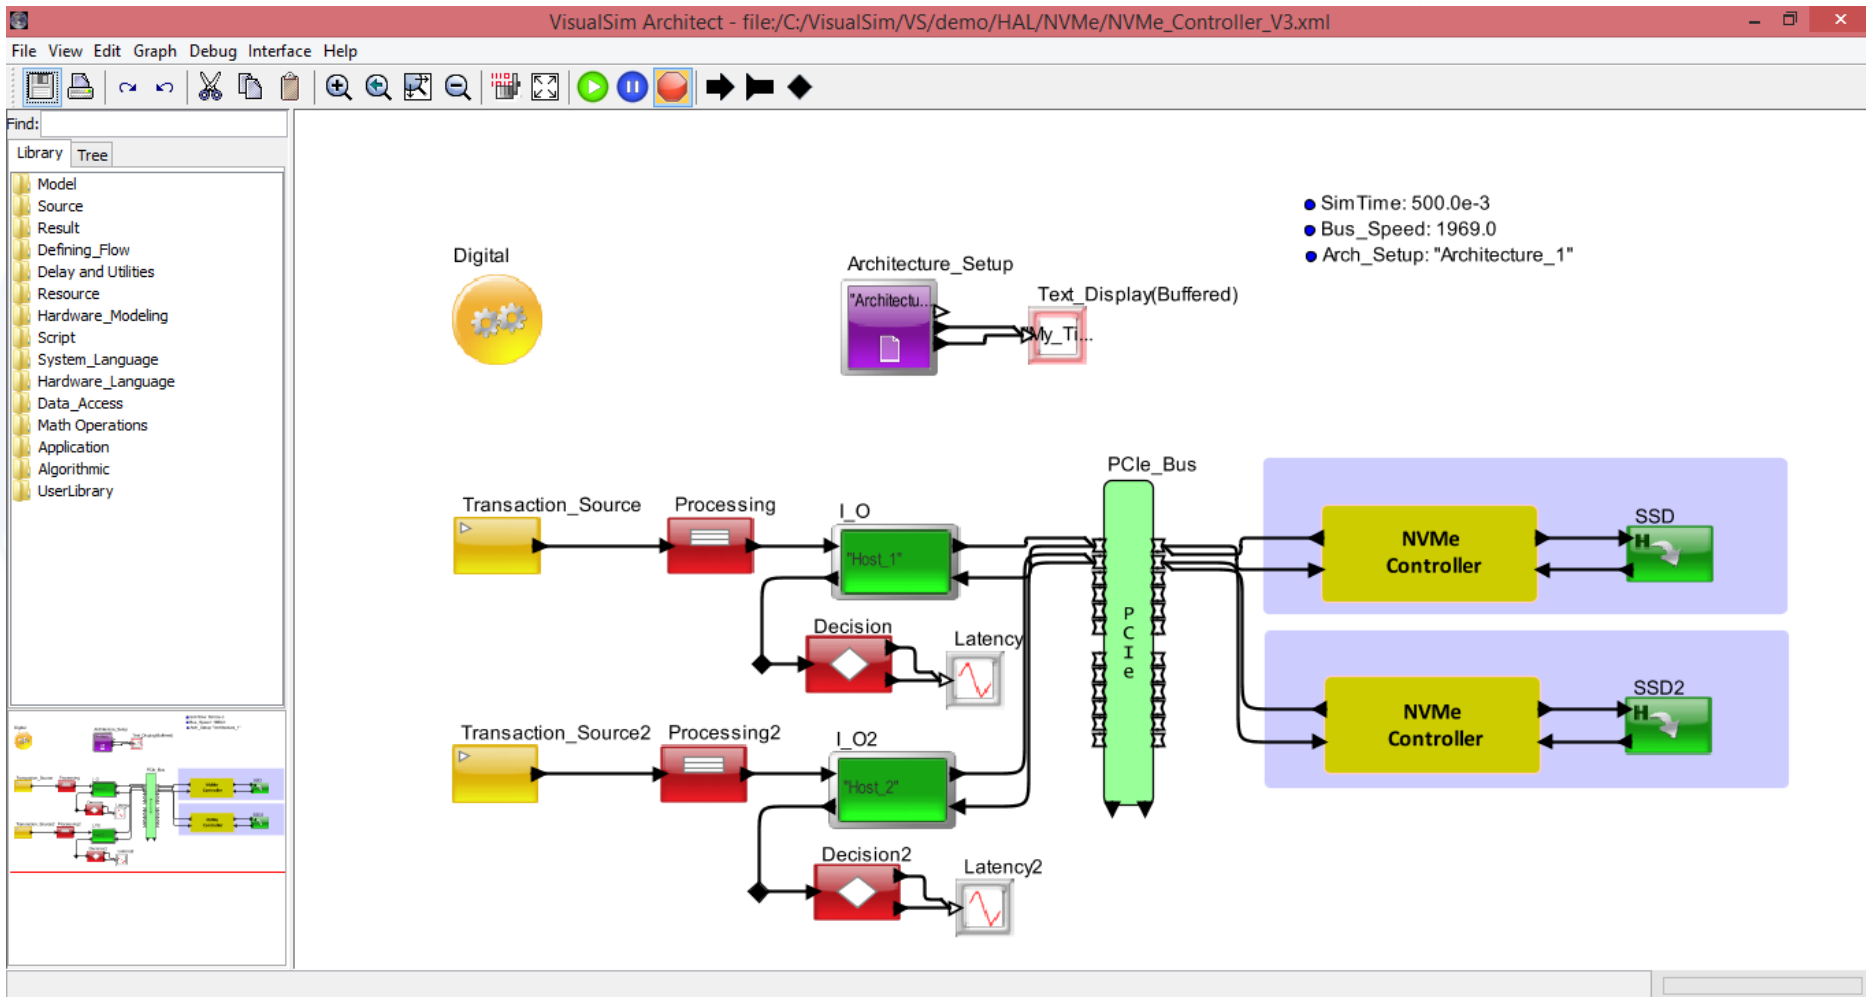 VisualSim Architect - file:/C:/VisualSim/VS/demo/HAL/NVMe/NVMe_Controller_V3.xml
File View Edit Graph Debug Interface Help
Find:
Library Tree
Model
Source
Result
Defining_Flow
Delay and Utilities
Resource
Hardware_Modeling
Script
System_Language
Hardware_Language
Data_Access
Math Operations
Application
Algorithmic
UserLibrary
SimTime: 500.0e-3
Bus_Speed: 1969.0
Arch_Setup: "Architecture_1"
Digital
Architecture_Setup
"Architectu...
Text_Display(Buffered)
"My_Ti...
PCIe_Bus
PCIe
Transaction_Source
Processing
I_O
"Host_1"
Decision
Latency
NVMe
Controller
SSD
H
Transaction_Source2
Processing2
I_O2
"Host_2"
Decision2
Latency2
NVMe
Controller
SSD2
H